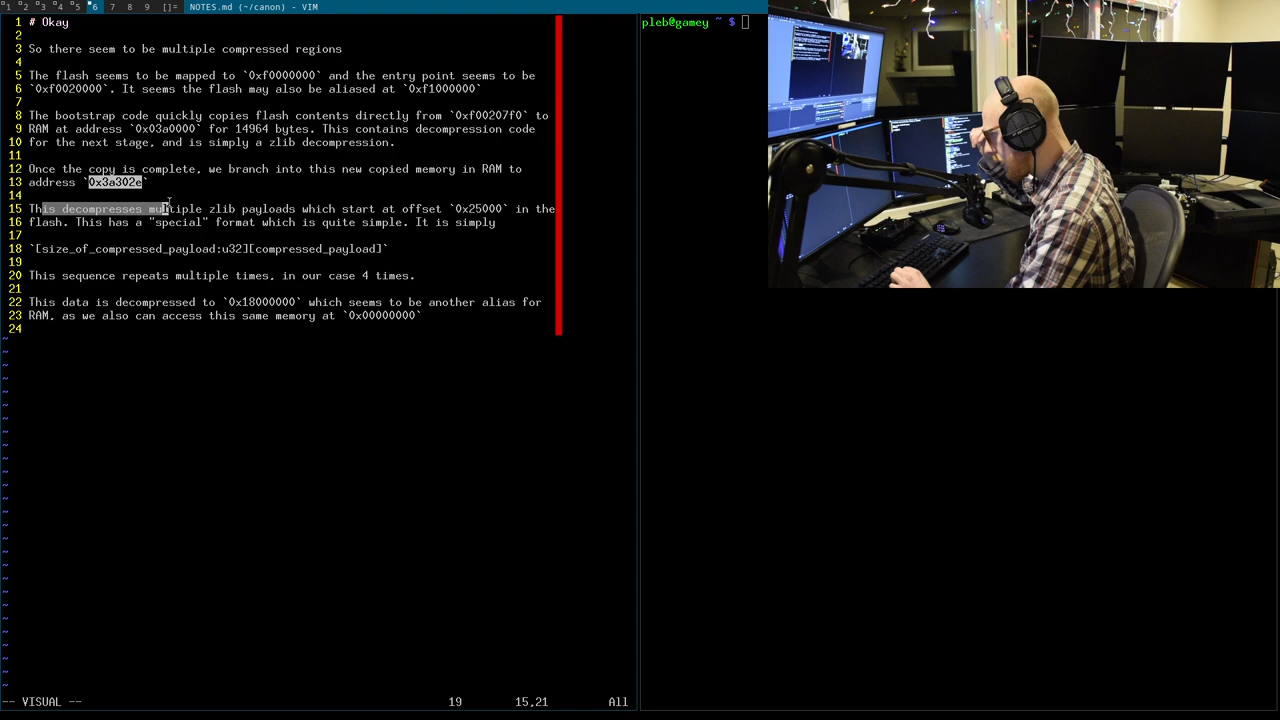 1 2 3 4 5 6 7 8 9 []= NOTES.md (~/canon) - VIM
1 # Okay
2
3 So there seem to be multiple compressed regions
4
5 The flash seems to be mapped to `0xf0000000` and the entry point seems to be
6 `0xf0020000`. It seems the flash may also be aliased at `0xf1000000`
7
8 The bootstrap code quickly copies flash contents directly from `0xf00207f0` to
9 RAM at address `0x03a0000` for 14964 bytes. This contains decompression code
10 for the next stage, and is simply a zlib decompression.
11
12 Once the copy is complete, we branch into this new copied memory in RAM to
13 address `0x3a302e`
14
15 This decompresses multiple zlib payloads which start at offset `0x25000` in the
16 flash. This has a "special" format which is quite simple. It is simply
17
18 `[size_of_compressed_payload:u32][compressed_payload]`
19
20 This sequence repeats multiple times, in our case 4 times.
21
22 This data is decompressed to `0x18000000` which seems to be another alias for
23 RAM, as we also can access this same memory at `0x00000000`
24
-- VISUAL -- 19 15,21 All
pleb@gamey ~ $